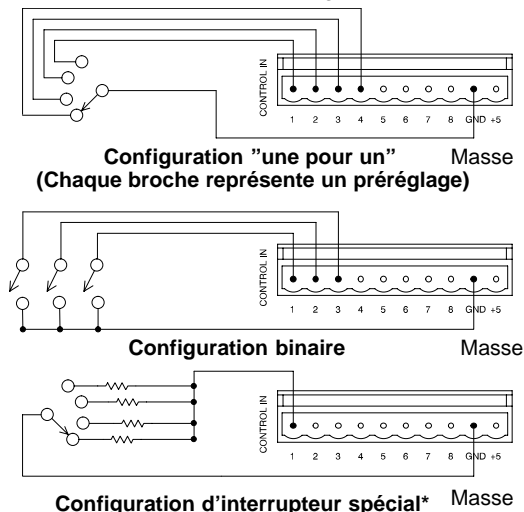 CONTROL IN
1 2 3 4 5 6 7 8 GND +5
Configuration ”une pour un” Masse
(Chaque broche représente un préréglage)
CONTROL IN
1 2 3 4 5 6 7 8 GND +5
Configuration binaire Masse
CONTROL IN
1 2 3 4 5 6 7 8 GND +5
Configuration d’interrupteur spécial* Masse